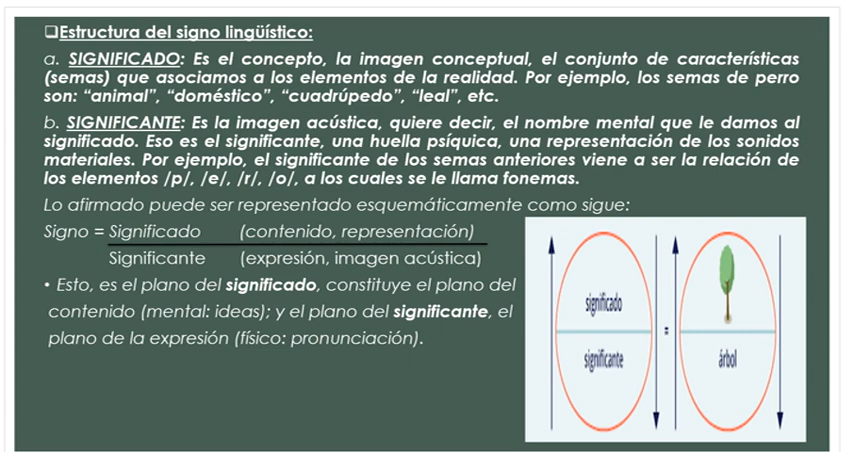 ❑Estructura del signo lingüístico:
a. SIGNIFICADO: Es el concepto, la imagen conceptual, el conjunto de características
(semas) que asociamos a los elementos de la realidad. Por ejemplo, los semas de perro
son: “animal”, “doméstico”, “cuadrúpedo”, “leal”, etc.
b. SIGNIFICANTE: Es la imagen acústica, quiere decir, el nombre mental que le damos al
significado. Eso es el significante, una huella psíquica, una representación de los sonidos
materiales. Por ejemplo, el significante de los semas anteriores viene a ser la relación de
los elementos /p/, /e/, /r/, /o/, a los cuales se le llama fonemas.
Lo afirmado puede ser representado esquemáticamente como sigue:
Signo = Significado (contenido, representación)
Significante (expresión, imagen acústica)
• Esto, es el plano del significado, constituye el plano del
contenido (mental: ideas); y el plano del significante, el
plano de la expresión (físico: pronunciación).
significado
significante
=
árbol